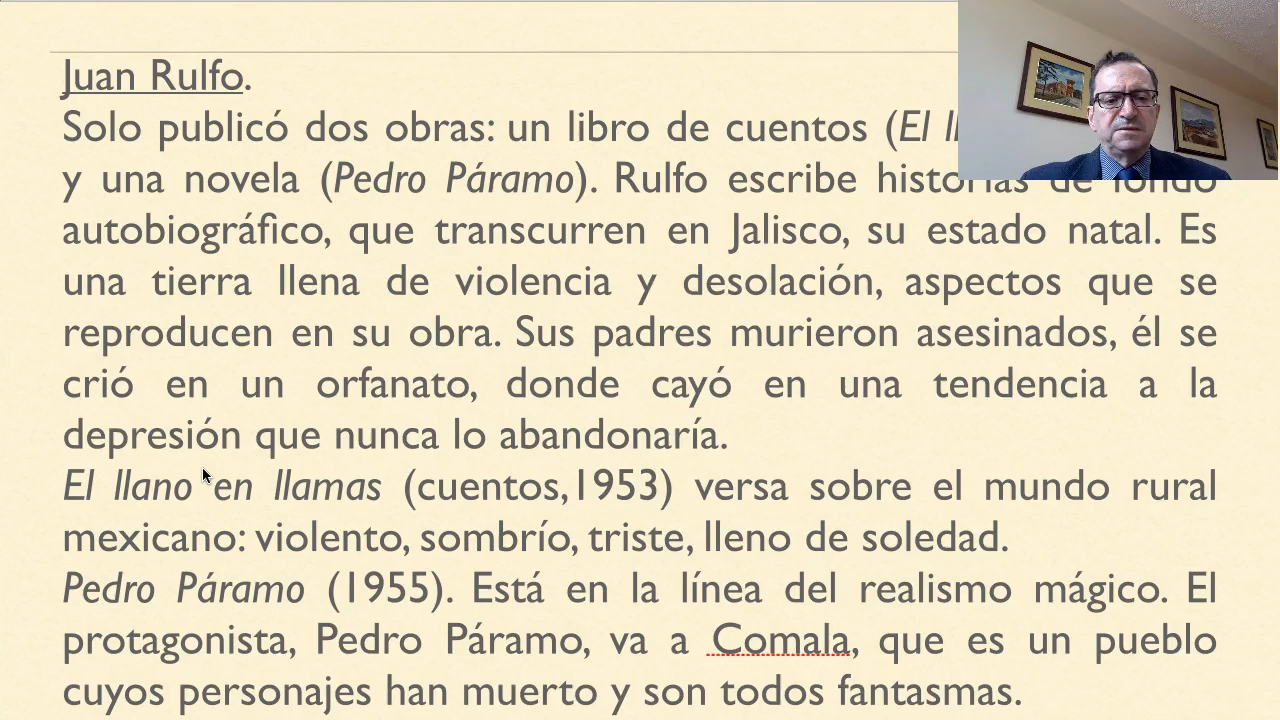 Juan Rulfo.
Solo publicó dos obras: un libro de cuentos (El
y una novela (Pedro Páramo). Rulfo escribe historias de fondo
autobiográfico, que transcurren en Jalisco, su estado natal. Es
una tierra llena de violencia y desolación, aspectos que se
reproducen en su obra. Sus padres murieron asesinados, él se
crió en un orfanato, donde cayó en una tendencia a la
depresión que nunca lo abandonaría.
El llano en llamas (cuentos,1953) versa sobre el mundo rural
mexicano: violento, sombrío, triste, lleno de soledad.
Pedro Páramo (1955). Está en la línea del realismo mágico. El
protagonista, Pedro Páramo, va a Comala, que es un pueblo
cuyos personajes han muerto y son todos fantasmas.